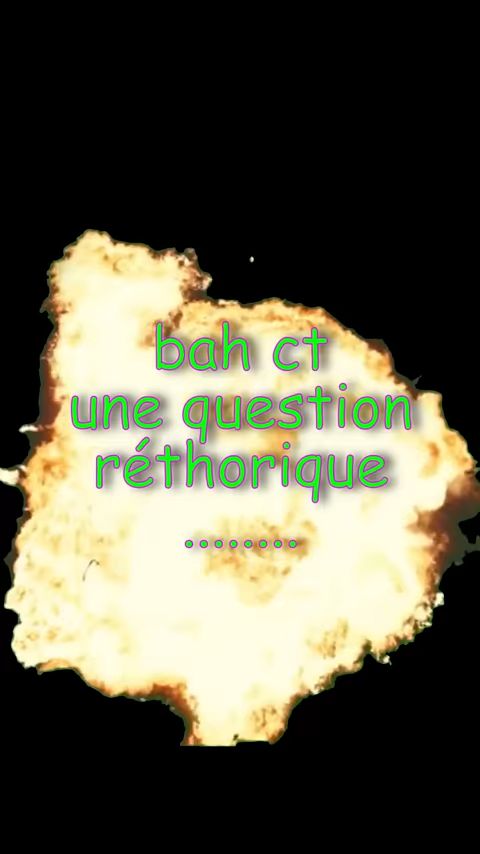 bah ct
une question
réthorique
........